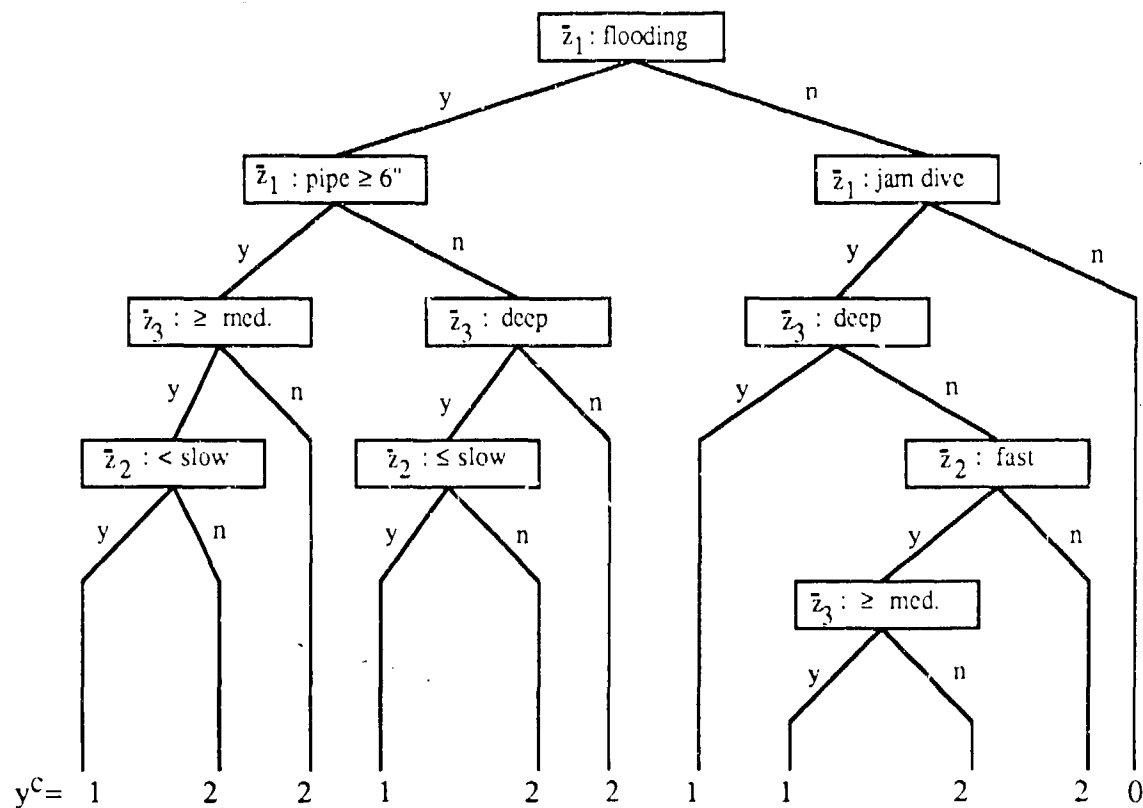 z̄1 : flooding
y n
z̄1 : pipe ≥ 6" z̄1 : jam dive
y n y n
z̄3 : ≥ med. z̄3 : deep z̄3 : deep
y n y n y n
z̄2 : < slow z̄2 : ≤ slow z̄2 : fast
y n y n y n
z̄3 : ≥ med.
y n
yc= 1 2 2 1 2 2 1 1 2 2 0